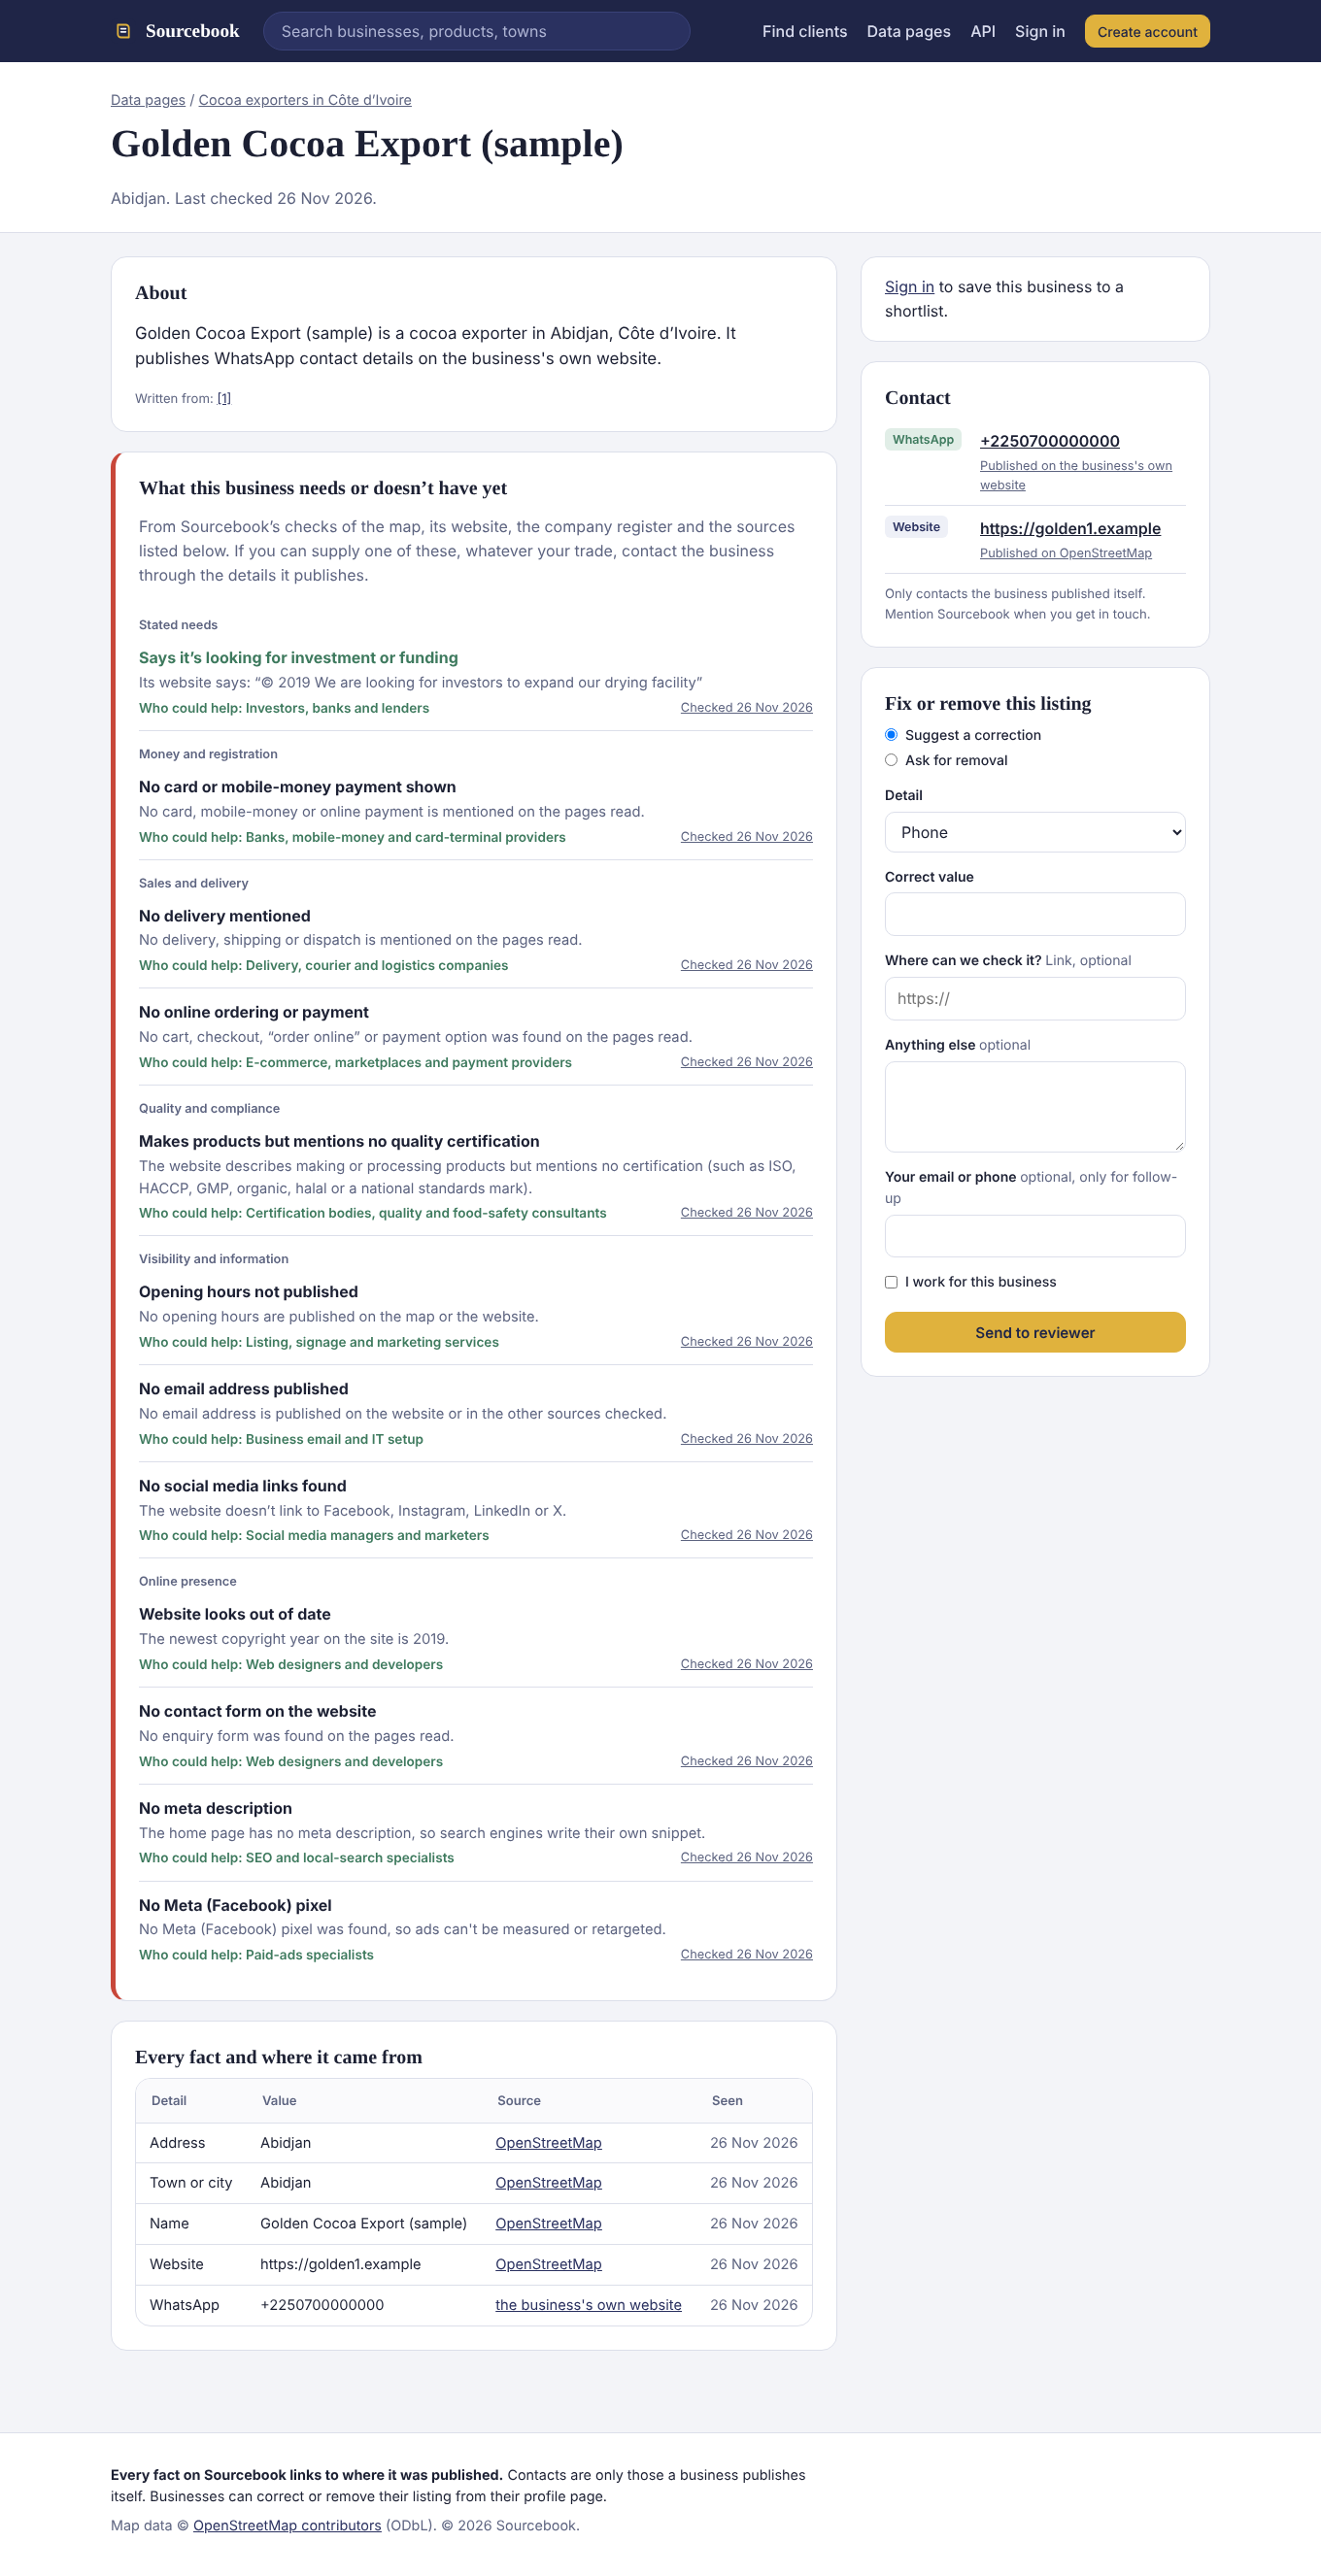 Sourcebook
Search businesses, products, towns
Find clients
Data pages
API
Sign in
Create account
Data pages / Cocoa exporters in Côte d’Ivoire
Golden Cocoa Export (sample)
Abidjan. Last checked 26 Nov 2026.
About
Golden Cocoa Export (sample) is a cocoa exporter in Abidjan, Côte d’Ivoire. It
publishes WhatsApp contact details on the business's own website.
Written from: [1]
What this business needs or doesn’t have yet
From Sourcebook’s checks of the map, its website, the company register and the sources
listed below. If you can supply one of these, whatever your trade, contact the business
through the details it publishes.
Stated needs
Says it’s looking for investment or funding
Its website says: “© 2019 We are looking for investors to expand our drying facility”
Who could help: Investors, banks and lenders
Checked 26 Nov 2026
Money and registration
No card or mobile-money payment shown
No card, mobile-money or online payment is mentioned on the pages read.
Who could help: Banks, mobile-money and card-terminal providers
Checked 26 Nov 2026
Sales and delivery
No delivery mentioned
No delivery, shipping or dispatch is mentioned on the pages read.
Who could help: Delivery, courier and logistics companies
Checked 26 Nov 2026
No online ordering or payment
No cart, checkout, “order online” or payment option was found on the pages read.
Who could help: E-commerce, marketplaces and payment providers
Checked 26 Nov 2026
Quality and compliance
Makes products but mentions no quality certification
The website describes making or processing products but mentions no certification (such as ISO,
HACCP, GMP, organic, halal or a national standards mark).
Who could help: Certification bodies, quality and food-safety consultants
Checked 26 Nov 2026
Visibility and information
Opening hours not published
No opening hours are published on the map or the website.
Who could help: Listing, signage and marketing services
Checked 26 Nov 2026
No email address published
No email address is published on the website or in the other sources checked.
Who could help: Business email and IT setup
Checked 26 Nov 2026
No social media links found
The website doesn’t link to Facebook, Instagram, LinkedIn or X.
Who could help: Social media managers and marketers
Checked 26 Nov 2026
Online presence
Website looks out of date
The newest copyright year on the site is 2019.
Who could help: Web designers and developers
Checked 26 Nov 2026
No contact form on the website
No enquiry form was found on the pages read.
Who could help: Web designers and developers
Checked 26 Nov 2026
No meta description
The home page has no meta description, so search engines write their own snippet.
Who could help: SEO and local-search specialists
Checked 26 Nov 2026
No Meta (Facebook) pixel
No Meta (Facebook) pixel was found, so ads can't be measured or retargeted.
Who could help: Paid-ads specialists
Checked 26 Nov 2026
Every fact and where it came from
Detail Value Source Seen
Address Abidjan OpenStreetMap 26 Nov 2026
Town or city Abidjan OpenStreetMap 26 Nov 2026
Name Golden Cocoa Export (sample) OpenStreetMap 26 Nov 2026
Website https://golden1.example OpenStreetMap 26 Nov 2026
WhatsApp +2250700000000 the business's own website 26 Nov 2026
Sign in to save this business to a
shortlist.
Contact
WhatsApp +2250700000000
Published on the business's own
website
Website https://golden1.example
Published on OpenStreetMap
Only contacts the business published itself.
Mention Sourcebook when you get in touch.
Fix or remove this listing
Suggest a correction
Ask for removal
Detail
Phone
Correct value
Where can we check it? Link, optional
https://
Anything else optional
Your email or phone optional, only for follow-
up
I work for this business
Send to reviewer
Every fact on Sourcebook links to where it was published. Contacts are only those a business publishes
itself. Businesses can correct or remove their listing from their profile page.
Map data © OpenStreetMap contributors (ODbL). © 2026 Sourcebook.